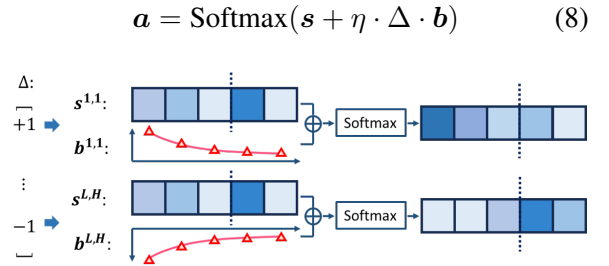 a = Softmax(s + η · Δ · b) (8)
Δ:
]
+1
s^{1,1}:
b^{1,1}:
Softmax
⋮
s^{L,H}:
−1
b^{L,H}:
[
Softmax